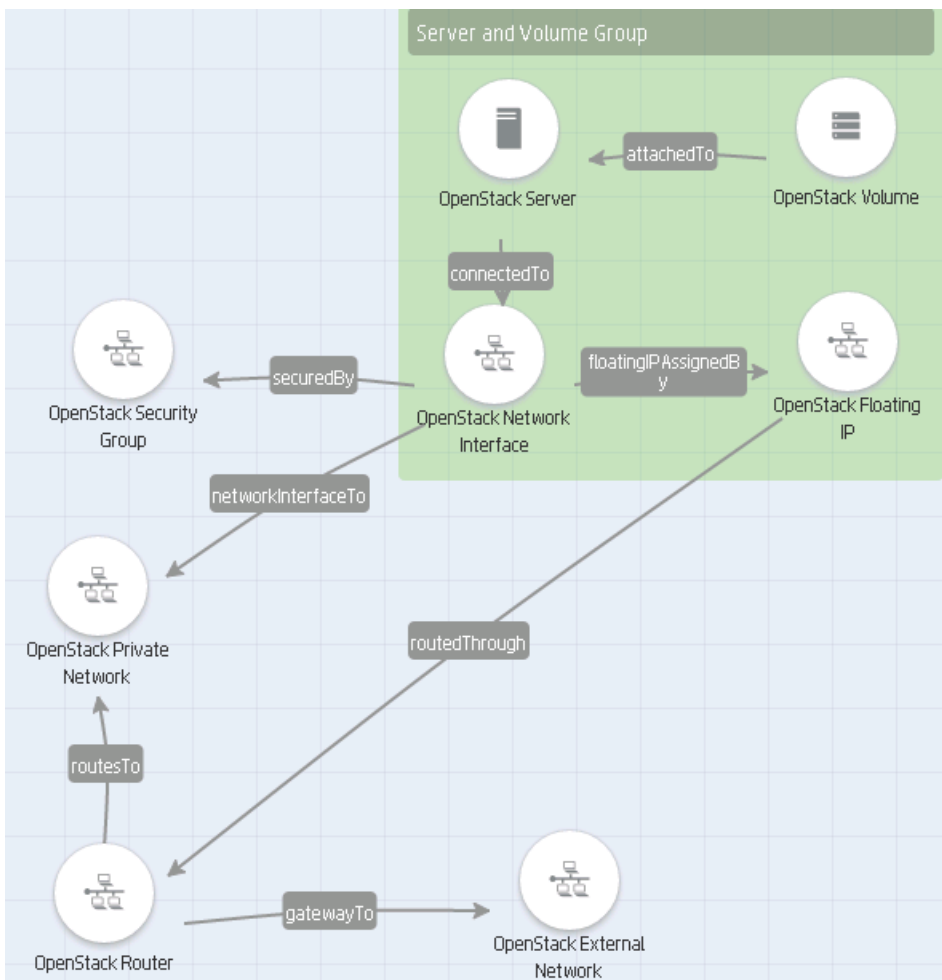 Server and Volume Group
attachedTo
OpenStack Server
OpenStack Volume
connectedTo
securedBy
floatingIPAssignedB
y
OpenStack Security
Group
OpenStack Network
Interface
OpenStack Floating
IP
networkInterfaceTo
OpenStack Private
Network
routedThrough
routesTo
gatewayTo
OpenStack Router
OpenStack External
Network